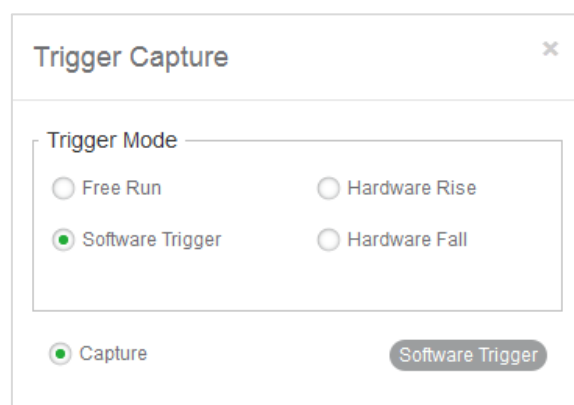 Trigger Capture
×
Trigger Mode
Free Run
Hardware Rise
Software Trigger
Hardware Fall
Capture
Software Trigger